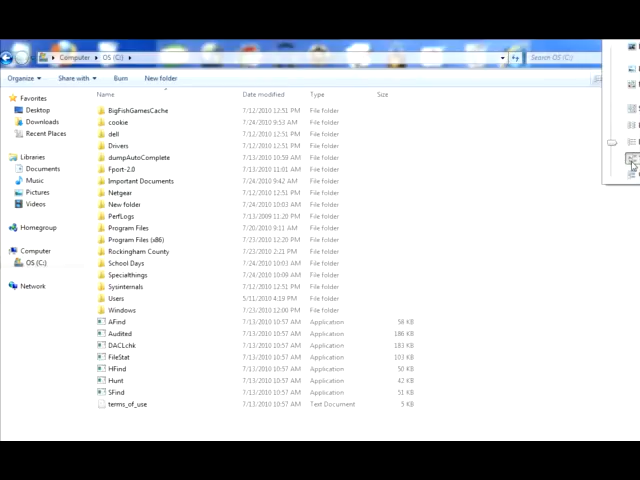 Computer ▸ OS (C:) ▸ Search OS (C:)
Organize ▾ Share with ▾ Burn New folder
Name Date modified Type Size
Favorites
Desktop
Downloads
Recent Places
Libraries
Documents
Music
Pictures
Videos
Homegroup
Computer
OS (C:)
Network
BigFishGamesCache 7/12/2010 12:51 PM File folder
cookie 7/24/2010 9:53 AM File folder
dell 7/12/2010 12:51 PM File folder
Drivers 7/12/2010 12:51 PM File folder
dumpAutoComplete 7/13/2010 10:59 AM File folder
Fport-2.0 7/13/2010 11:01 AM File folder
Important Documents 7/24/2010 9:42 AM File folder
Netgear 7/12/2010 12:51 PM File folder
New folder 7/24/2010 10:03 AM File folder
PerfLogs 7/13/2009 11:20 PM File folder
Program Files 7/20/2010 9:11 AM File folder
Program Files (x86) 7/23/2010 12:20 PM File folder
Rockingham County 7/23/2010 2:21 PM File folder
School Days 7/24/2010 10:03 AM File folder
Specialthings 7/24/2010 10:09 AM File folder
Sysinternals 7/12/2010 12:51 PM File folder
Users 5/11/2010 4:19 PM File folder
Windows 7/23/2010 12:00 PM File folder
AFind 7/13/2010 10:57 AM Application 58 KB
Audited 7/13/2010 10:57 AM Application 186 KB
DACLchk 7/13/2010 10:57 AM Application 183 KB
FileStat 7/13/2010 10:57 AM Application 103 KB
HFind 7/13/2010 10:57 AM Application 50 KB
Hunt 7/13/2010 10:57 AM Application 42 KB
SFind 7/13/2010 10:57 AM Application 51 KB
terms_of_use 7/13/2010 10:57 AM Text Document 5 KB